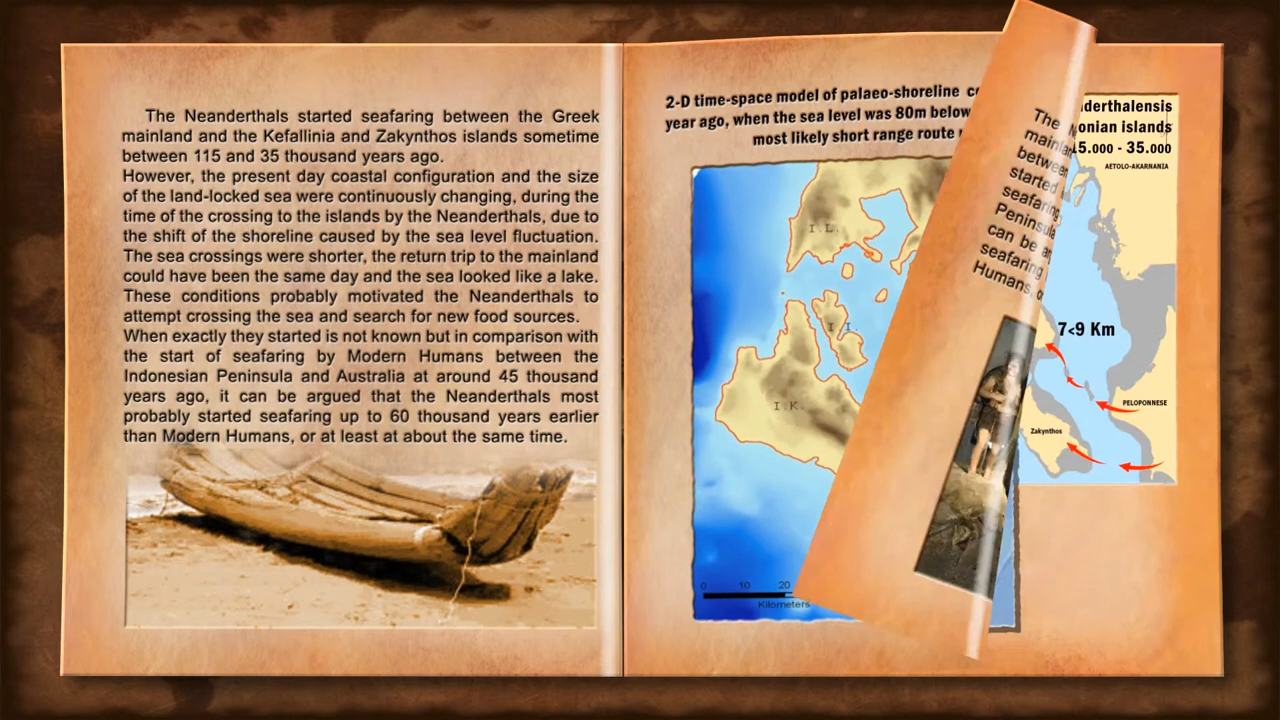 The Neanderthals started seafaring between the Greek
mainland and the Kefallinia and Zakynthos islands sometime
between 115 and 35 thousand years ago.
However, the present day coastal configuration and the size
of the land-locked sea were continuously changing, during the
time of the crossing to the islands by the Neanderthals, due to
the shift of the shoreline caused by the sea level fluctuation.
The sea crossings were shorter, the return trip to the mainland
could have been the same day and the sea looked like a lake.
These conditions probably motivated the Neanderthals to
attempt crossing the sea and search for new food sources.
When exactly they started is not known but in comparison with
the start of seafaring by Modern Humans between the
Indonesian Peninsula and Australia at around 45 thousand
years ago, it can be argued that the Neanderthals most
probably started seafaring up to 60 thousand years earlier
than Modern Humans, or at least at about the same time.
2-D time-space model of palaeo-shoreline
year ago, when the sea level was 80m below
most likely short range route
I.L.
I.K.
0 10 20
Kilometers
The
mainlan
between
started
seafaring
Peninsula
can be
seafaring
Humans,
derthalensis
onian islands
15.000 - 35.000
AETOLO-AKARNANIA
7<9 Km
PELOPONNESE
Zakynthos